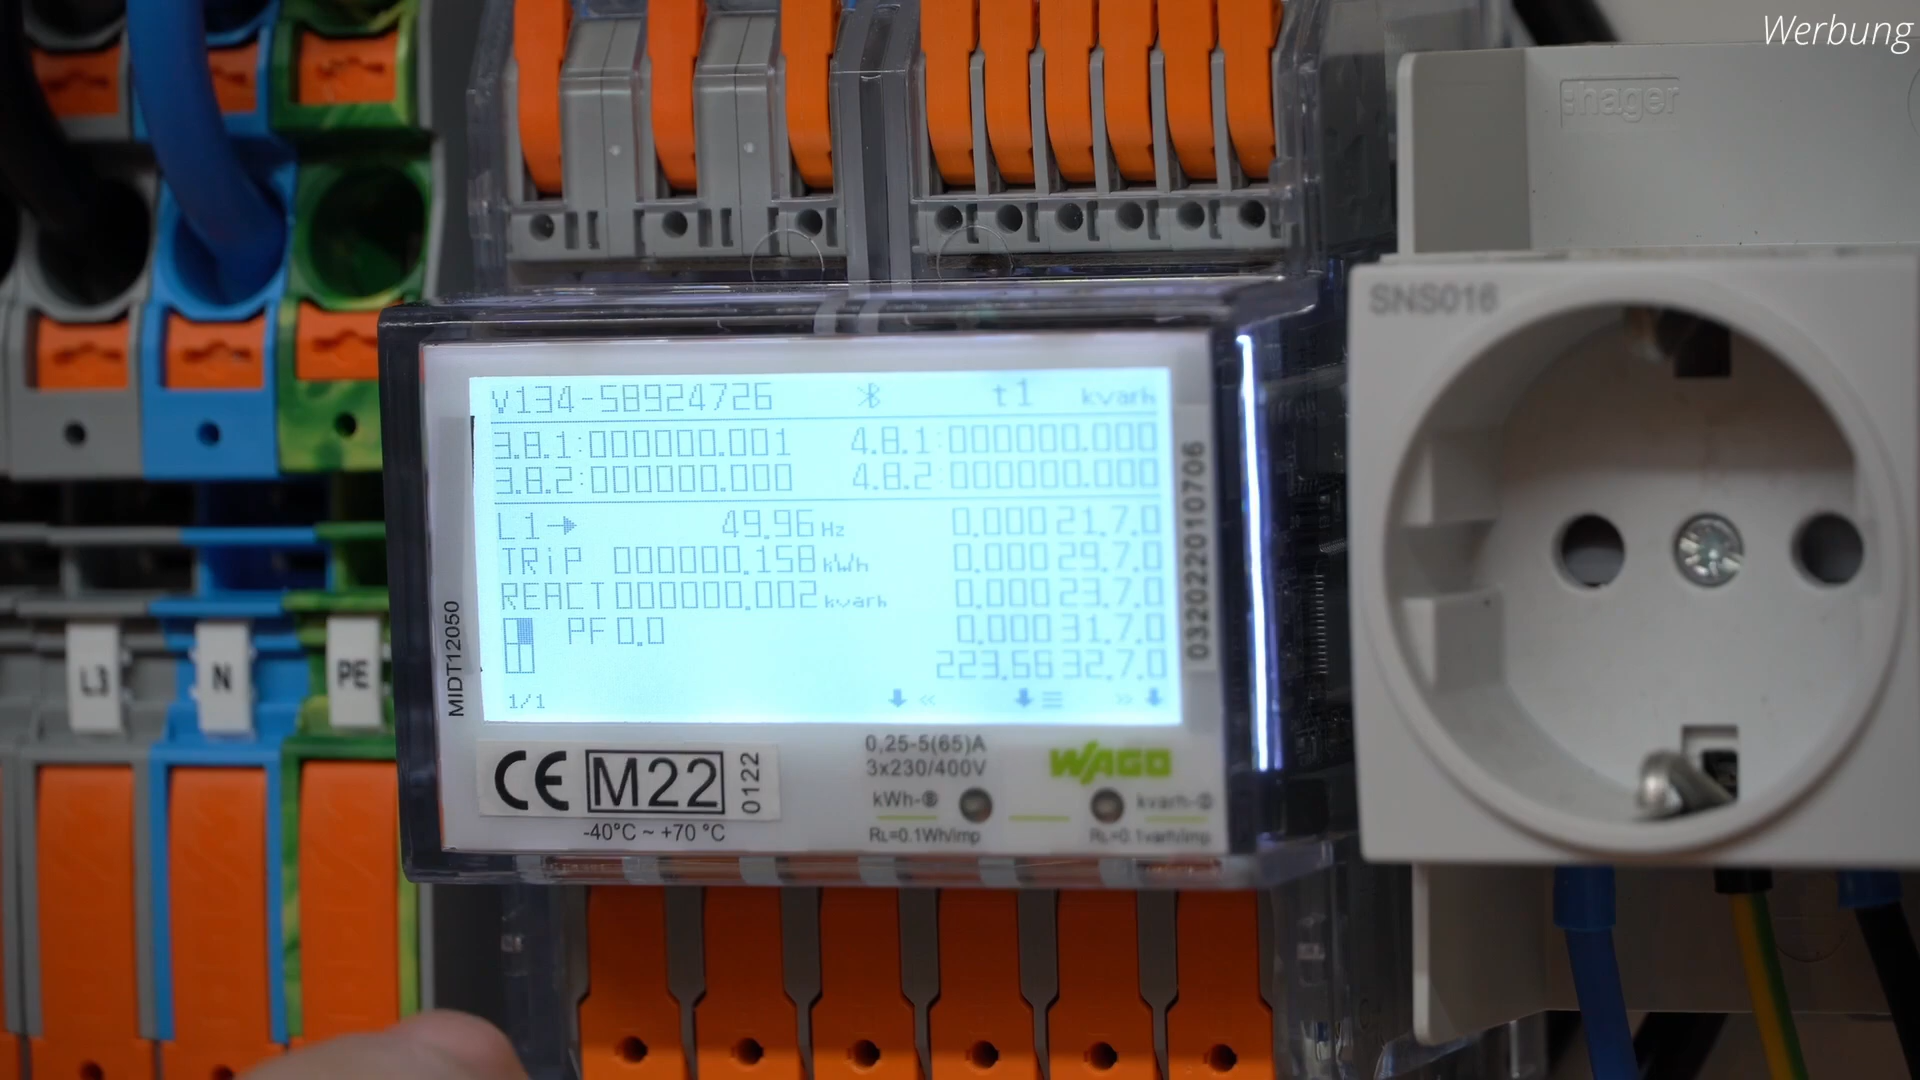 Werbung
:hager
SNS016
v134-58924726 t1 kvarh
3.8.1:000000.001 4.8.1:000000.000
3.8.2:000000.000 4.8.2:000000.000
L1 49.96 Hz 0.000 21.7.0
TRiP 000000.158 kWh 0.000 29.7.0
REACT 000000.002 kvarh 0.000 23.7.0
PF 0.0 0.000 31.7.0
223.56 32.7.0
1/1
MIDT12050
032022010706
L3
N
PE
CE M22 0122
-40°C ~ +70 °C
0,25-5(65)A
3x230/400V
WAGO
kWh
kvarh
RL=0.1Wh/imp
RL=0.1varh/imp